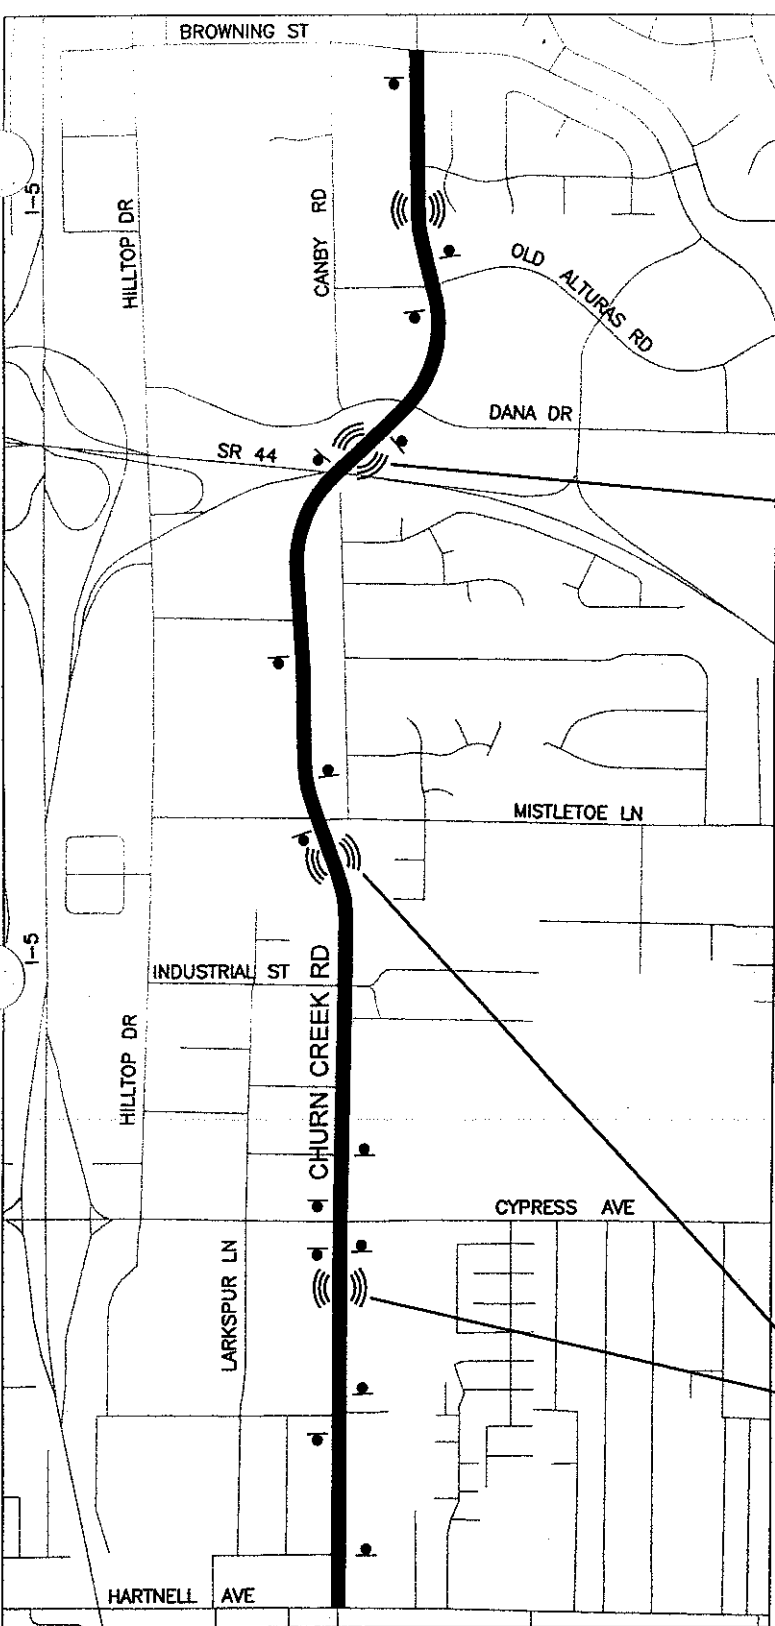 BROWNING ST
I-5
HILLTOP DR
CANBY RD
OLD ALTURAS RD
DANA DR
SR 44
MISTLETOE LN
I-5
INDUSTRIAL ST
CHURN CREEK RD
HILLTOP DR
CYPRESS AVE
LARKSPUR LN
HARTNELL AVE